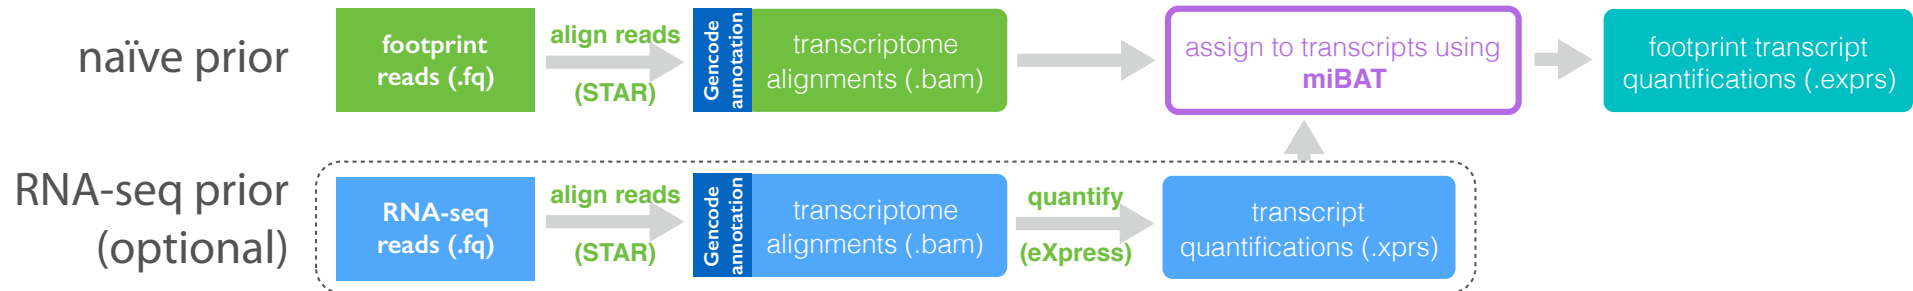 naïve prior
footprint
reads (.fq)
align reads
(STAR)
Gencode
annotation
transcriptome
alignments (.bam)
assign to transcripts using
miBAT
footprint transcript
quantifications (.exprs)
RNA-seq prior
(optional)
RNA-seq
reads (.fq)
align reads
(STAR)
Gencode
annotation
transcriptome
alignments (.bam)
quantify
(eXpress)
transcript
quantifications (.xprs)